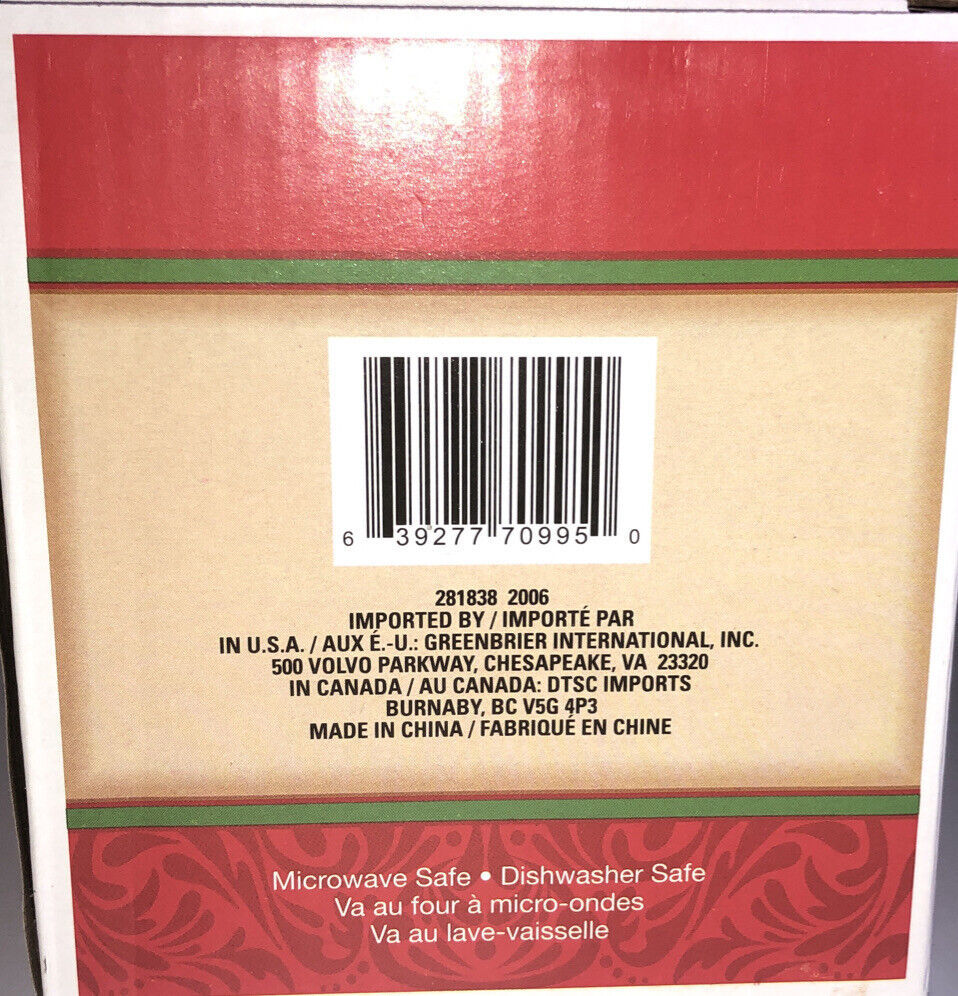 6 39277 70995 0
281838 2006
IMPORTED BY / IMPORTÉ PAR
IN U.S.A. / AUX É.-U.: GREENBRIER INTERNATIONAL, INC.
500 VOLVO PARKWAY, CHESAPEAKE, VA 23320
IN CANADA / AU CANADA: DTSC IMPORTS
BURNABY, BC V5G 4P3
MADE IN CHINA / FABRIQUÉ EN CHINE
Microwave Safe • Dishwasher Safe
Va au four à micro-ondes
Va au lave-vaisselle